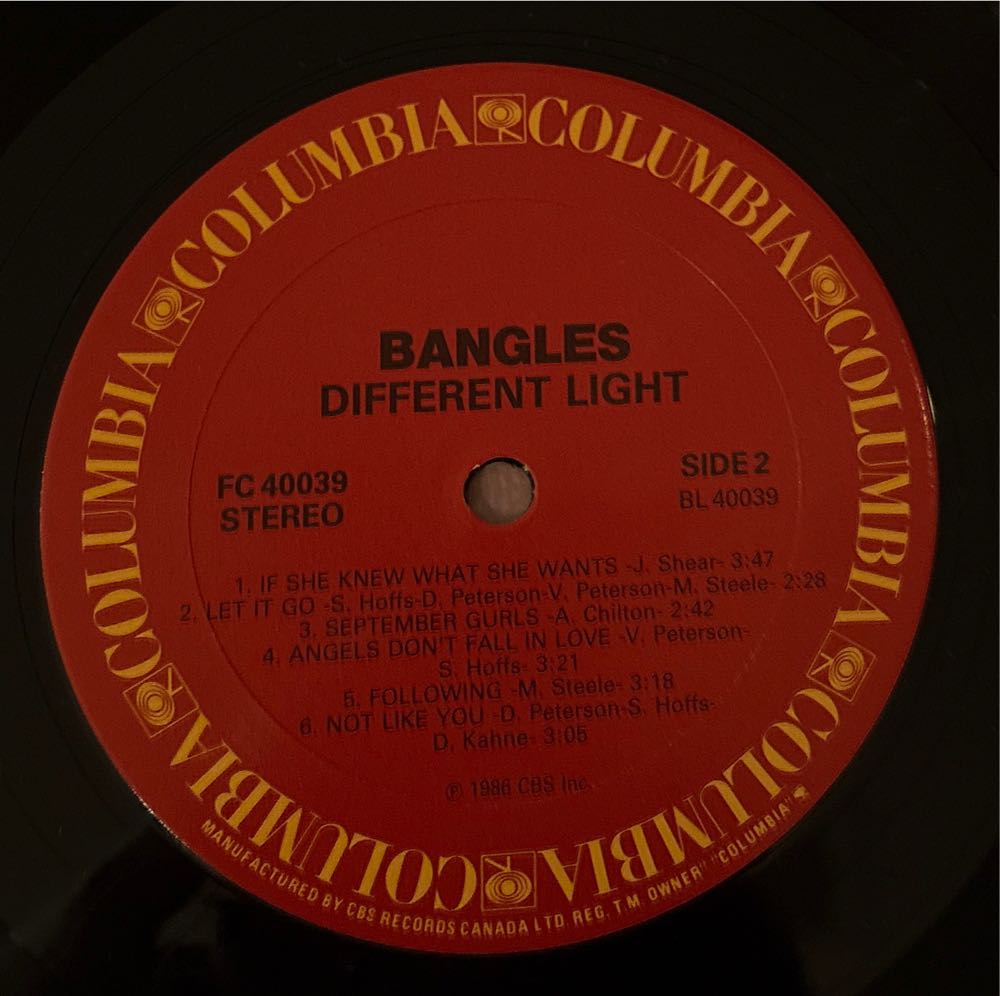 COLUMBIA COLUMBIA COLUMBIA COLUMBIA COLUMBIA COLUMBIA
BANGLES
DIFFERENT LIGHT
FC 40039
STEREO
SIDE 2
BL 40039
1. IF SHE KNEW WHAT SHE WANTS -J. Shear- 3:47
2. LET IT GO -S. Hoffs-D. Peterson-V. Peterson-M. Steele- 2:28
3. SEPTEMBER GURLS -A. Chilton- 2:42
4. ANGELS DON'T FALL IN LOVE -V. Peterson-
S. Hoffs- 3:21
5. FOLLOWING -M. Steele- 3:18
6. NOT LIKE YOU -D. Peterson-S. Hoffs-
D. Kahne- 3:05
℗ 1986 CBS Inc.
MANUFACTURED BY CBS RECORDS CANADA LTD. REG. T.M. OWNER" "COLUMBIA"